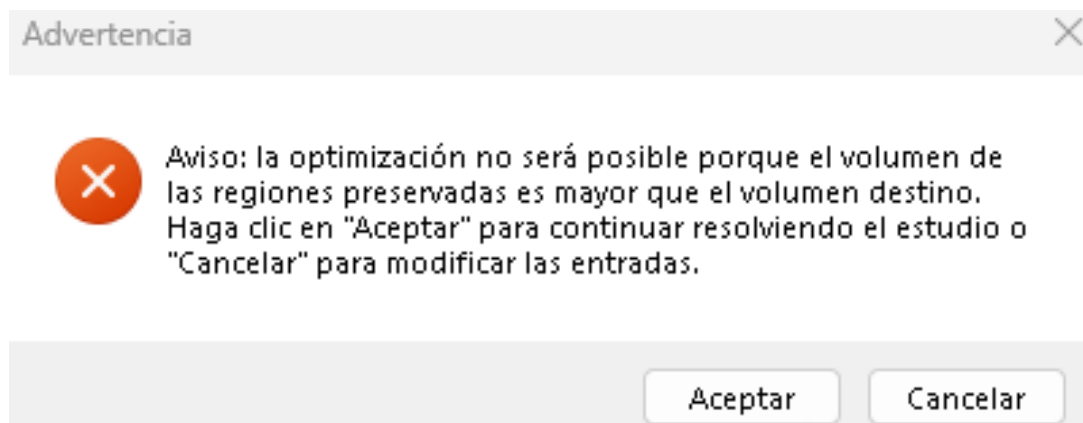 Advertencia
Aviso: la optimización no será posible porque el volumen de
las regiones preservadas es mayor que el volumen destino.
Haga clic en "Aceptar" para continuar resolviendo el estudio o
"Cancelar" para modificar las entradas.
Aceptar Cancelar